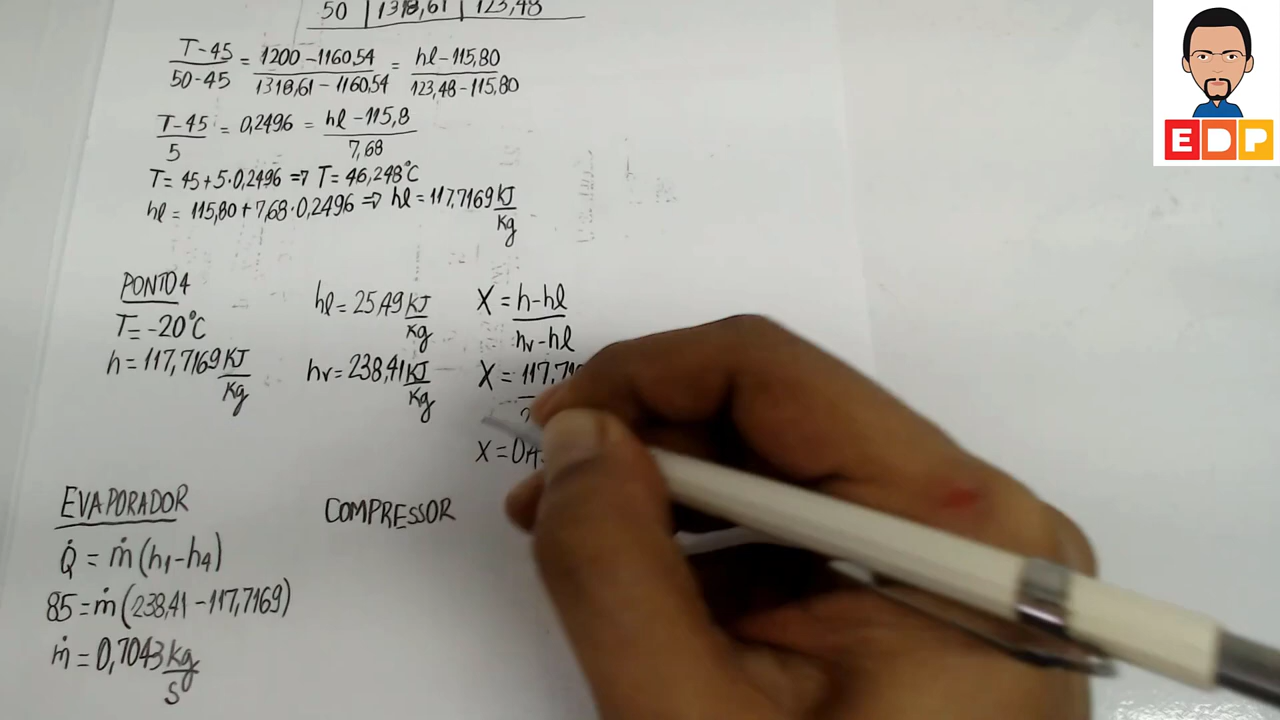 50 | 1318,61 | 123,48
T-45/50-45 = 1200-1160,54/1318,61-1160,54 = hl-115,80/123,48-115,80
T-45/5 = 0,2496 = hl-115,8/7,68
T= 45+5·0,2496 ⇒ T= 46,248°C
hl = 115,80+7,68·0,2496 ⇒ hl = 117,7169 KJ/Kg
PONTO 4
T= -20°C
h= 117,7169 KJ/Kg
hl= 25,49 KJ/Kg
hv= 238,41 KJ/Kg
X = h-hl/hv-hl
X = 117,71
X = 0,4
EVAPORADOR
Q̇ = ṁ(h1-h4)
85 = ṁ(238,41-117,7169)
ṁ = 0,7043 kg/s
COMPRESSOR
EDP